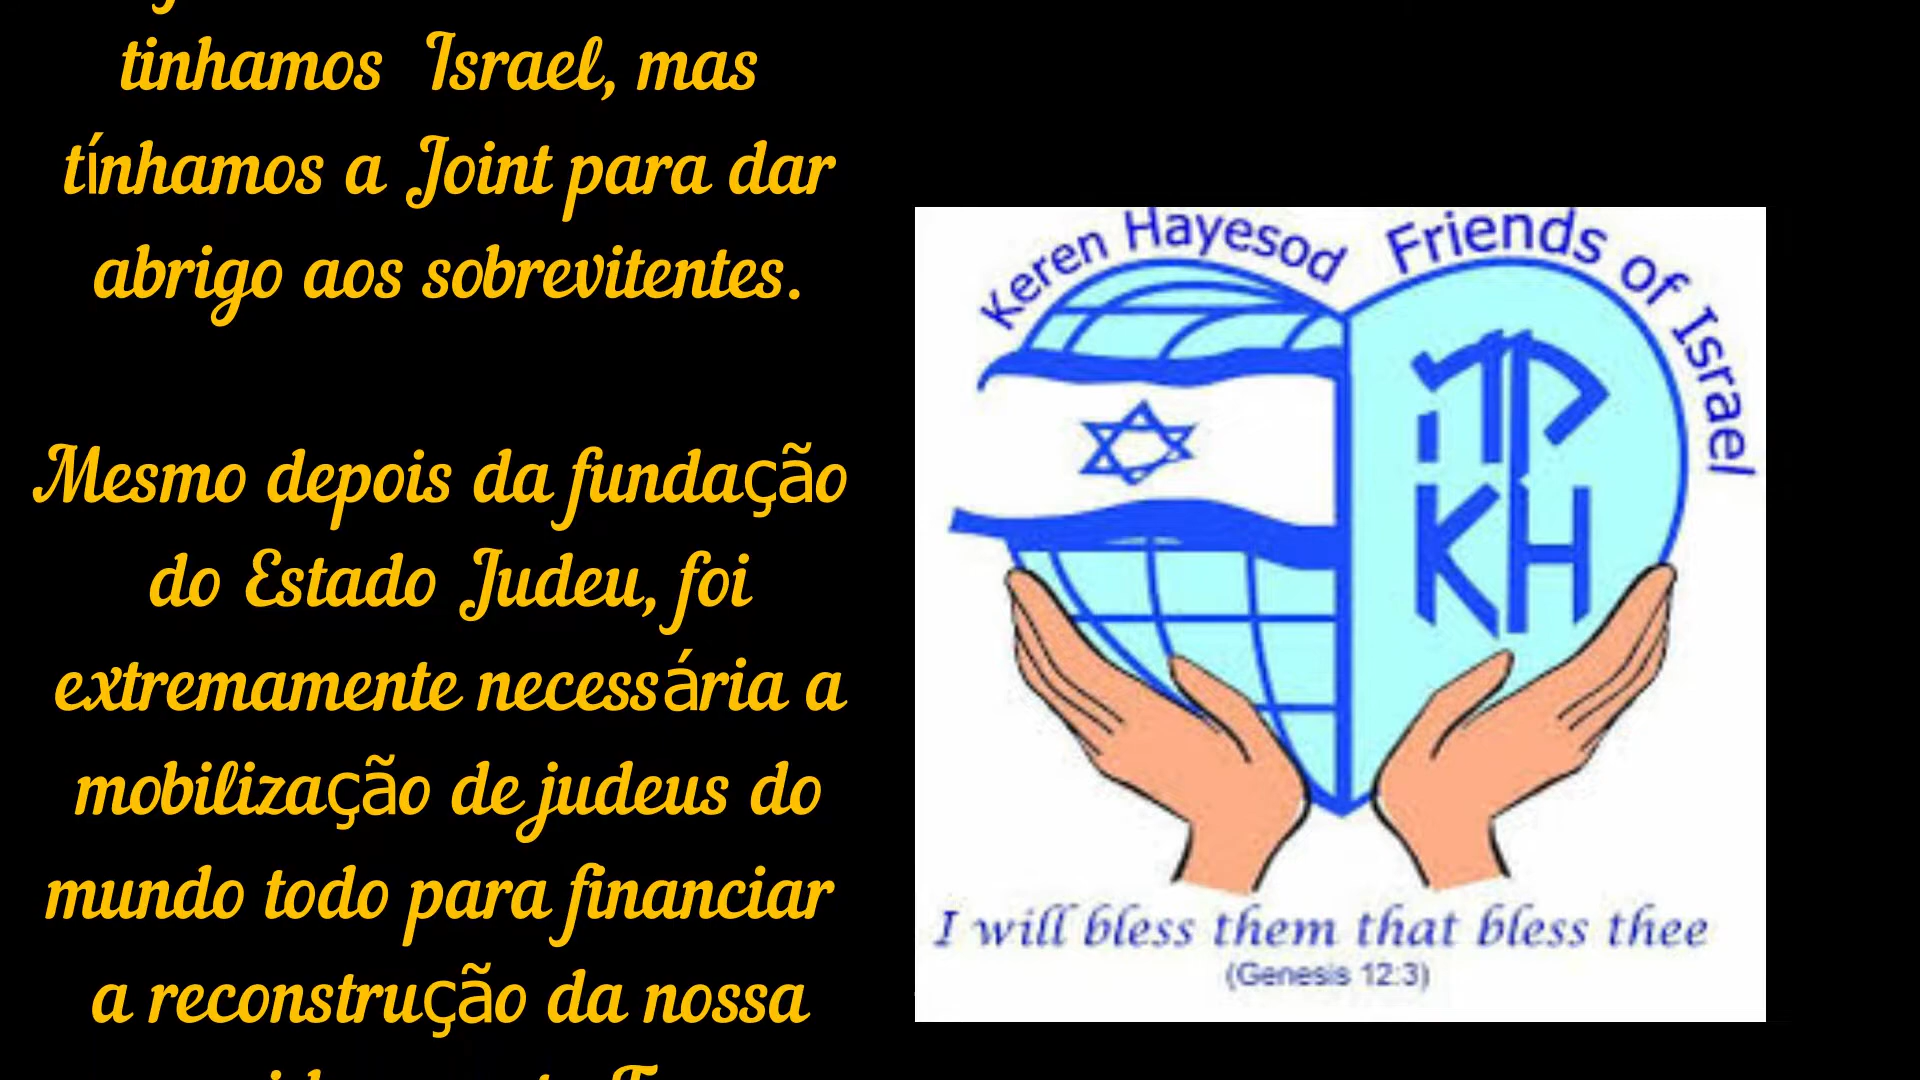 tinhamos Israel, mas
tínhamos a Joint para dar
abrigo aos sobrevitentes.
Mesmo depois da fundação
do Estado Judeu, foi
extremamente necessária a
mobilização de judeus do
mundo todo para financiar
a reconstrução da nossa
Keren Hayesod Friends of Israel
KH
I will bless them that bless thee
(Genesis 12:3)